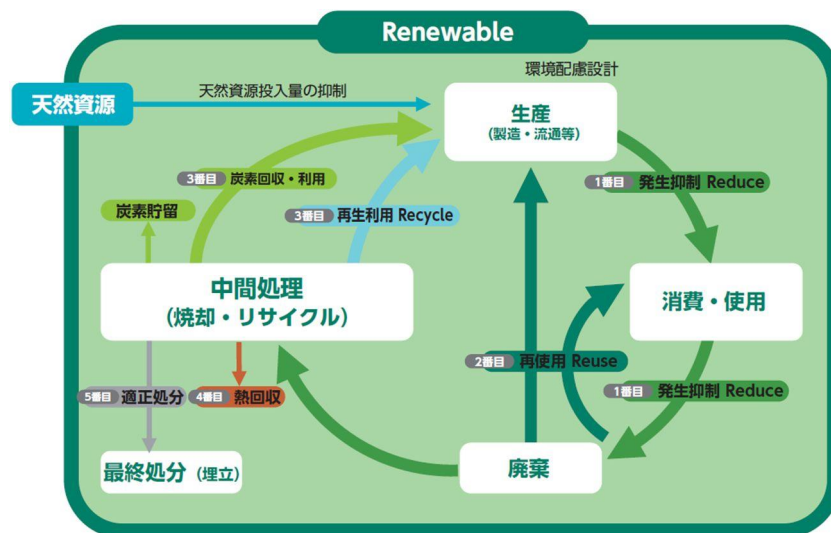 Renewable
環境配慮設計
天然資源
天然資源投入量の抑制
生産
(製造・流通等)
1番目 発生抑制 Reduce
3番目 炭素回収・利用
3番目 再生利用 Recycle
炭素貯留
中間処理
(焼却・リサイクル)
消費・使用
2番目 再使用 Reuse
1番目 発生抑制 Reduce
5番目 適正処分
4番目 熱回収
最終処分 (埋立)
廃棄